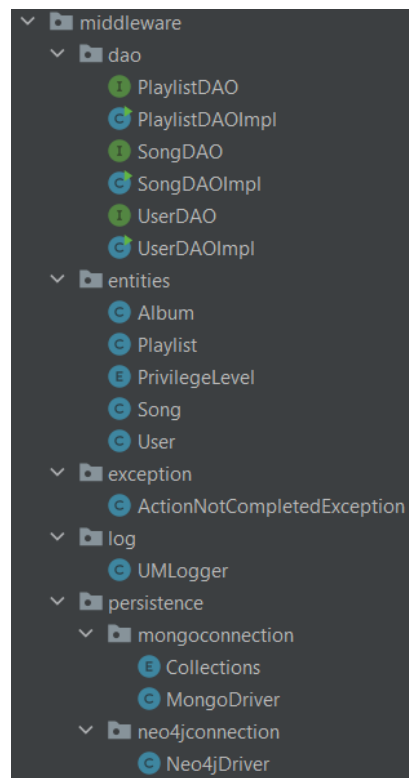 middleware
dao
I PlaylistDAO
C PlaylistDAOImpl
I SongDAO
C SongDAOImpl
I UserDAO
C UserDAOImpl
entities
C Album
C Playlist
E PrivilegeLevel
C Song
C User
exception
C ActionNotCompletedException
log
C UMLogger
persistence
mongoconnection
E Collections
C MongoDriver
neo4jconnection
C Neo4jDriver